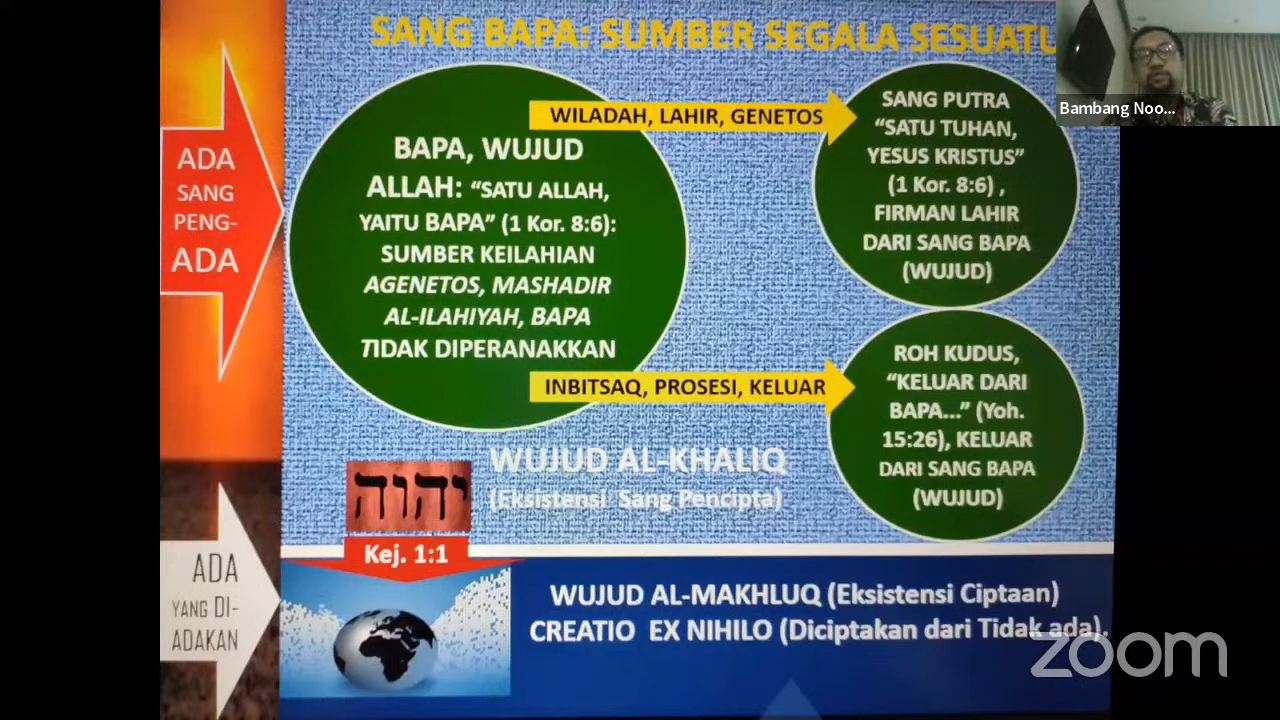 SANG BAPA: SUMBER SEGALA SESUATU
Bambang Noo...
ADA
SANG
PENG-
ADA
BAPA, WUJUD
ALLAH: “SATU ALLAH,
YAITU BAPA” (1 Kor. 8:6):
SUMBER KEILAHIAN
AGENETOS, MASHADIR
AL-ILAHIYAH, BAPA
TIDAK DIPERANAKKAN
WILADAH, LAHIR, GENETOS
SANG PUTRA
“SATU TUHAN,
YESUS KRISTUS”
(1 Kor. 8:6) ,
FIRMAN LAHIR
DARI SANG BAPA
(WUJUD)
INBITSAQ, PROSESI, KELUAR
ROH KUDUS,
“KELUAR DARI
BAPA...” (Yoh.
15:26), KELUAR
DARI SANG BAPA
(WUJUD)
WUJUD AL-KHALIQ
(Eksistensi Sang Pencipta)
יהוה
Kej. 1:1
ADA
YANG DI-
ADAKAN
WUJUD AL-MAKHLUQ (Eksistensi Ciptaan)
CREATIO EX NIHILO (Diciptakan dari Tidak ada).
zoom